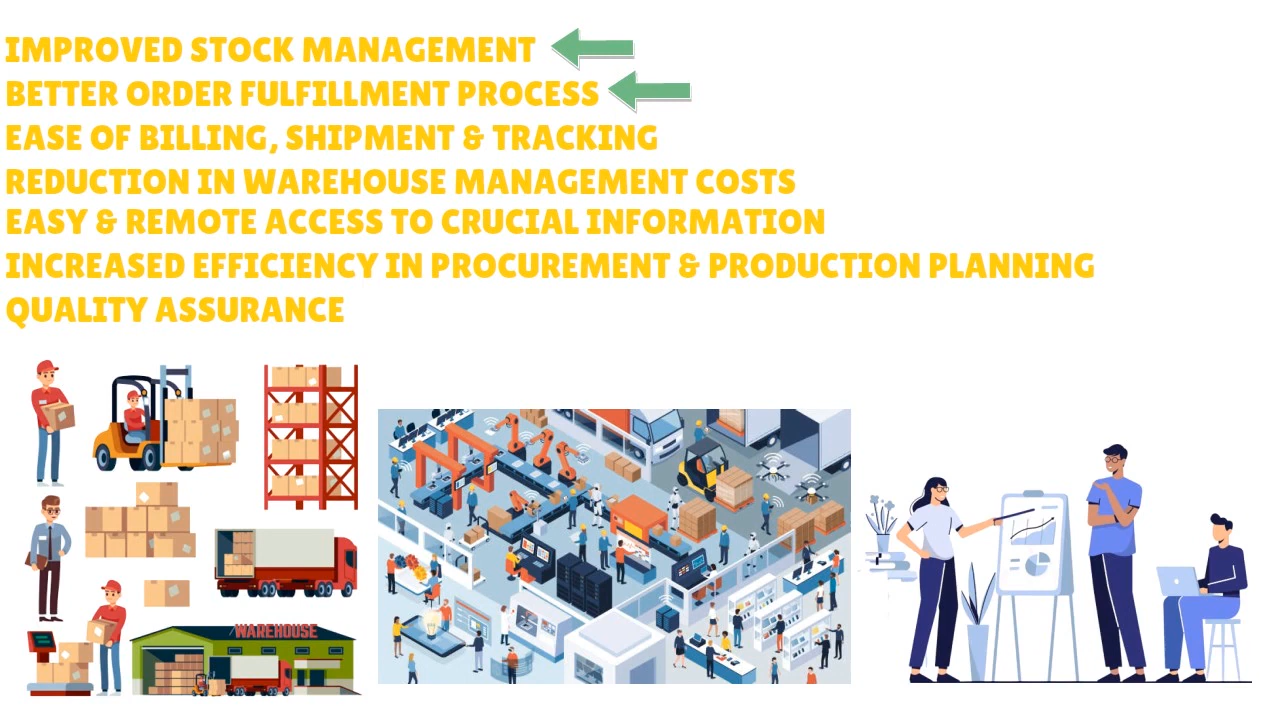 IMPROVED STOCK MANAGEMENT
BETTER ORDER FULFILLMENT PROCESS
EASE OF BILLING, SHIPMENT & TRACKING
REDUCTION IN WAREHOUSE MANAGEMENT COSTS
EASY & REMOTE ACCESS TO CRUCIAL INFORMATION
INCREASED EFFICIENCY IN PROCUREMENT & PRODUCTION PLANNING
QUALITY ASSURANCE
WAREHOUSE